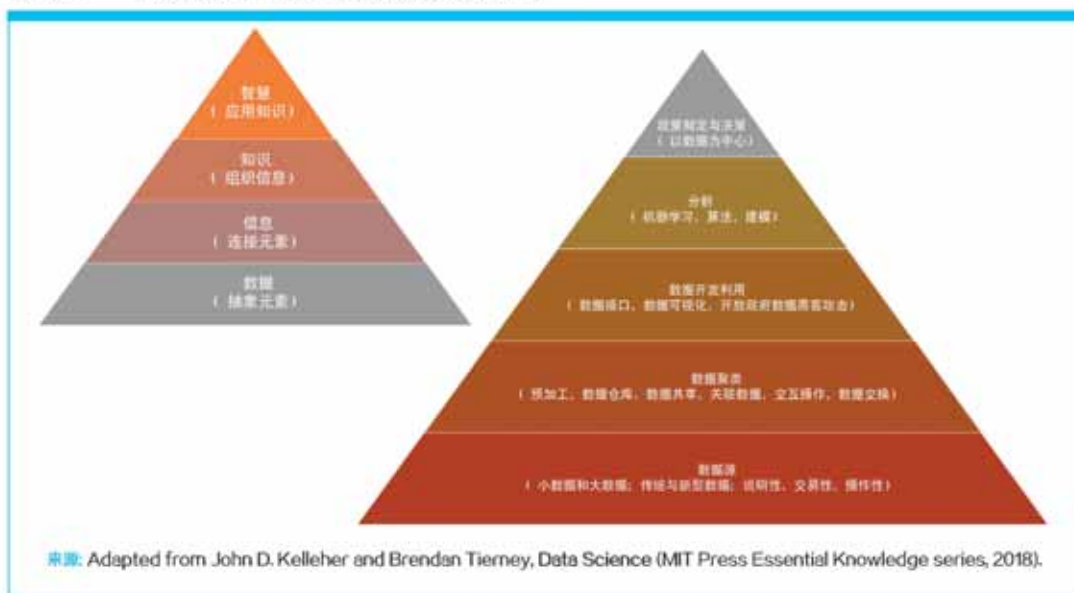 智慧
( 应用知识)
知识
( 组织信息)
信息
( 连接元素)
数据
( 抽象元素)
政策制定与决策
( 以数据为中心)
分析
( 机器学习、算法、建模)
数据开发利用
( 数据接口、数据可视化、开放政府数据黑客动态)
数据聚类
( 预加工、数据仓库、数据共享、关联数据、交互操作、数据交换)
数据源
( 小数据和大数据; 传统与新型数据; 说明性、交易性、操作性)
来源: Adapted from John D. Kelleher and Brendan Tierney, Data Science (MIT Press Essential Knowledge series, 2018).